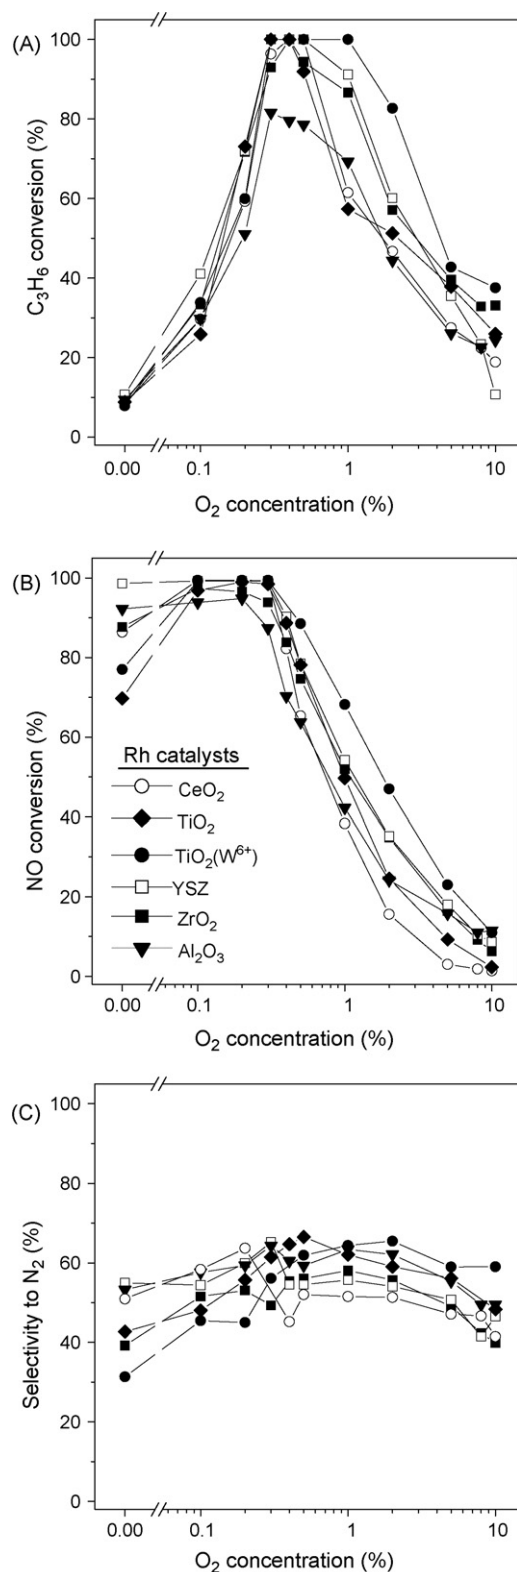 (A)
C₃H₆ conversion (%)
100
80
60
40
20
0
0.00 0.1 1 10
O₂ concentration (%)
(B)
NO conversion (%)
100
80
60
40
20
0
Rh catalysts
CeO₂
TiO₂
TiO₂(W⁶⁺)
YSZ
ZrO₂
Al₂O₃
0.00 0.1 1 10
O₂ concentration (%)
(C)
Selectivity to N₂ (%)
100
80
60
40
20
0
0.00 0.1 1 10
O₂ concentration (%)